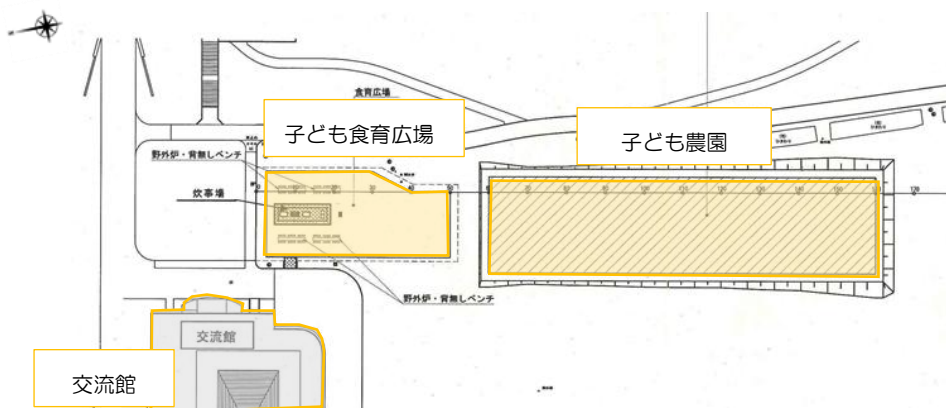 食育広場
子ども食育広場
子ども農園
野外炉・背無しベンチ
炊事場
野外炉・背無しベンチ
交流館
交流館